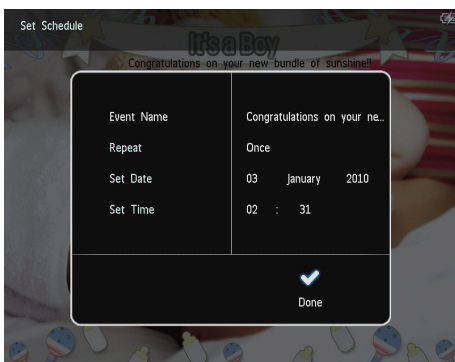 Set Schedule
It's a Boy
Congratulations on your new bundle of sunshine!!
Event Name Congratulations on your ne...
Repeat Once
Set Date 03 January 2010
Set Time 02 : 31
Done